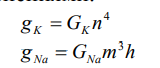 g_K = G_K n^4
g_Na = G_Na m^3 h